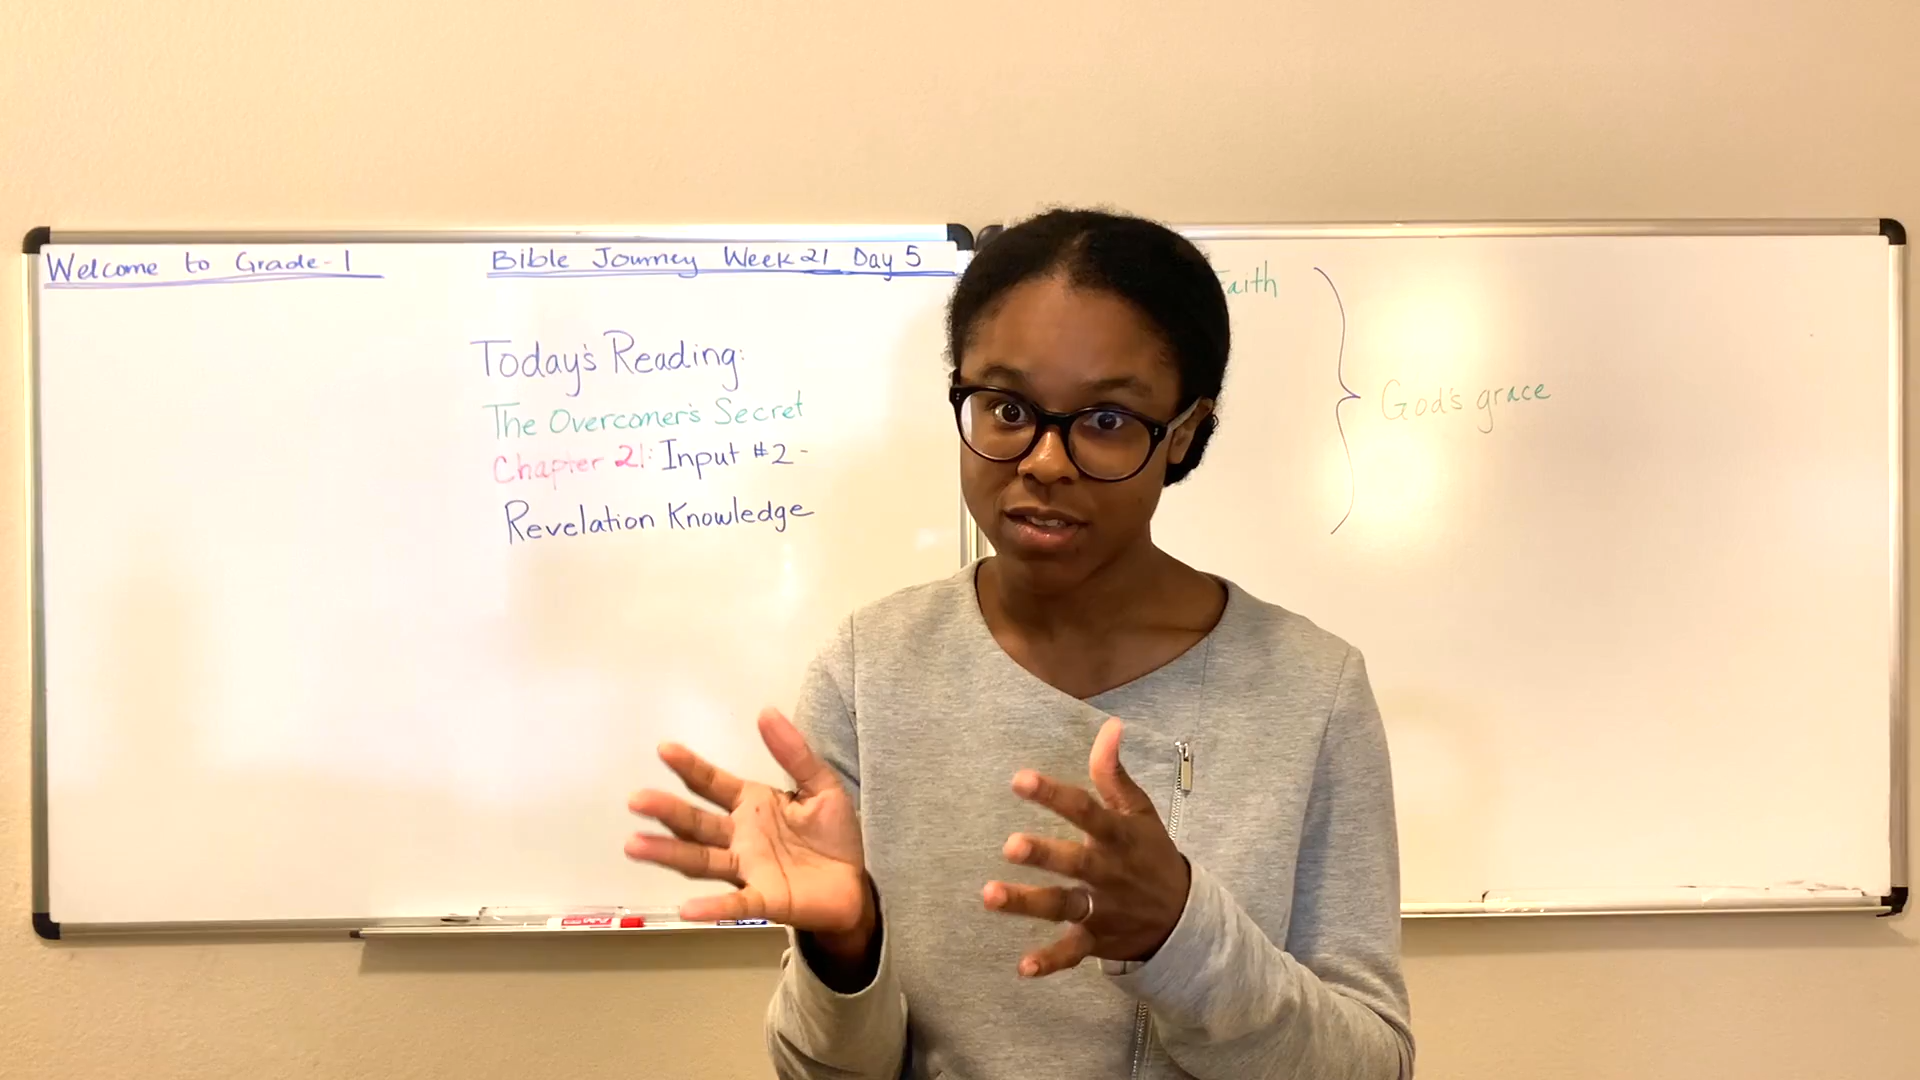 Welcome to Grade-1
Bible Journey Week 21 Day 5
Today's Reading:
The Overcomer's Secret
Chapter 21: Input #2 -
Revelation Knowledge
Faith
God's grace